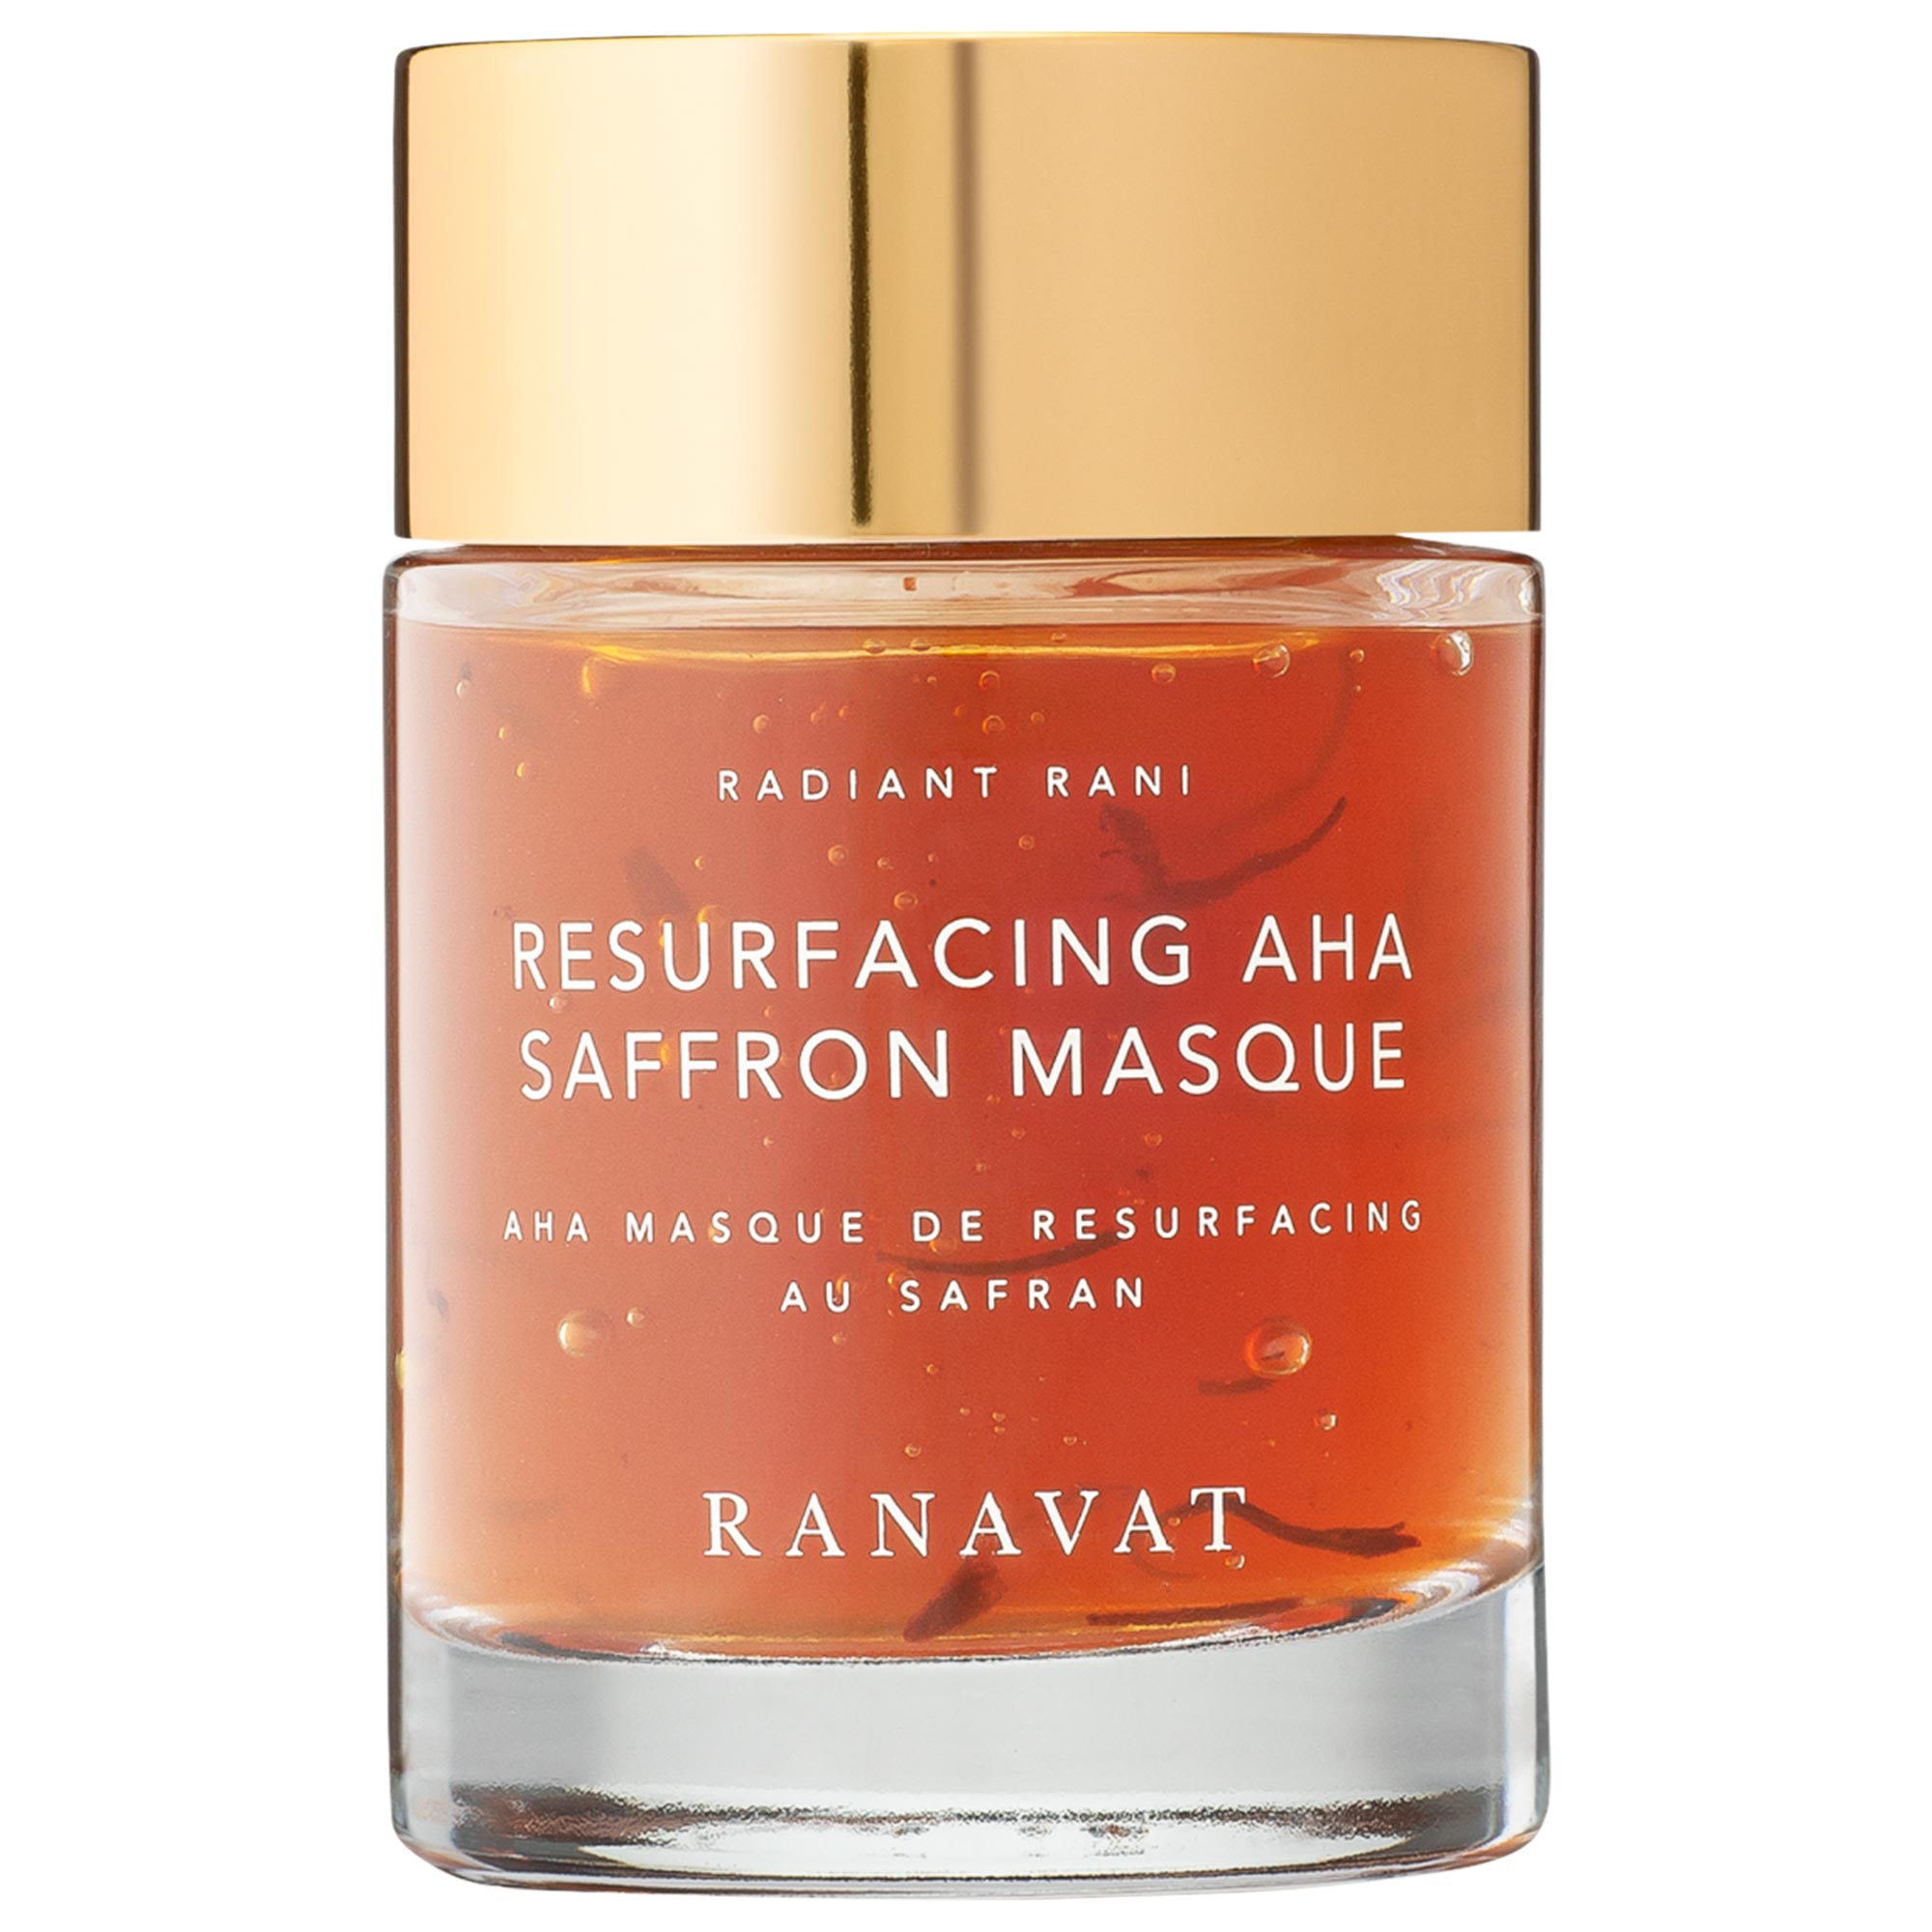 RADIANT RANI
RESURFACING AHA
SAFFRON MASQUE
AHA MASQUE DE RESURFACING
AU SAFRAN
RANAVAT